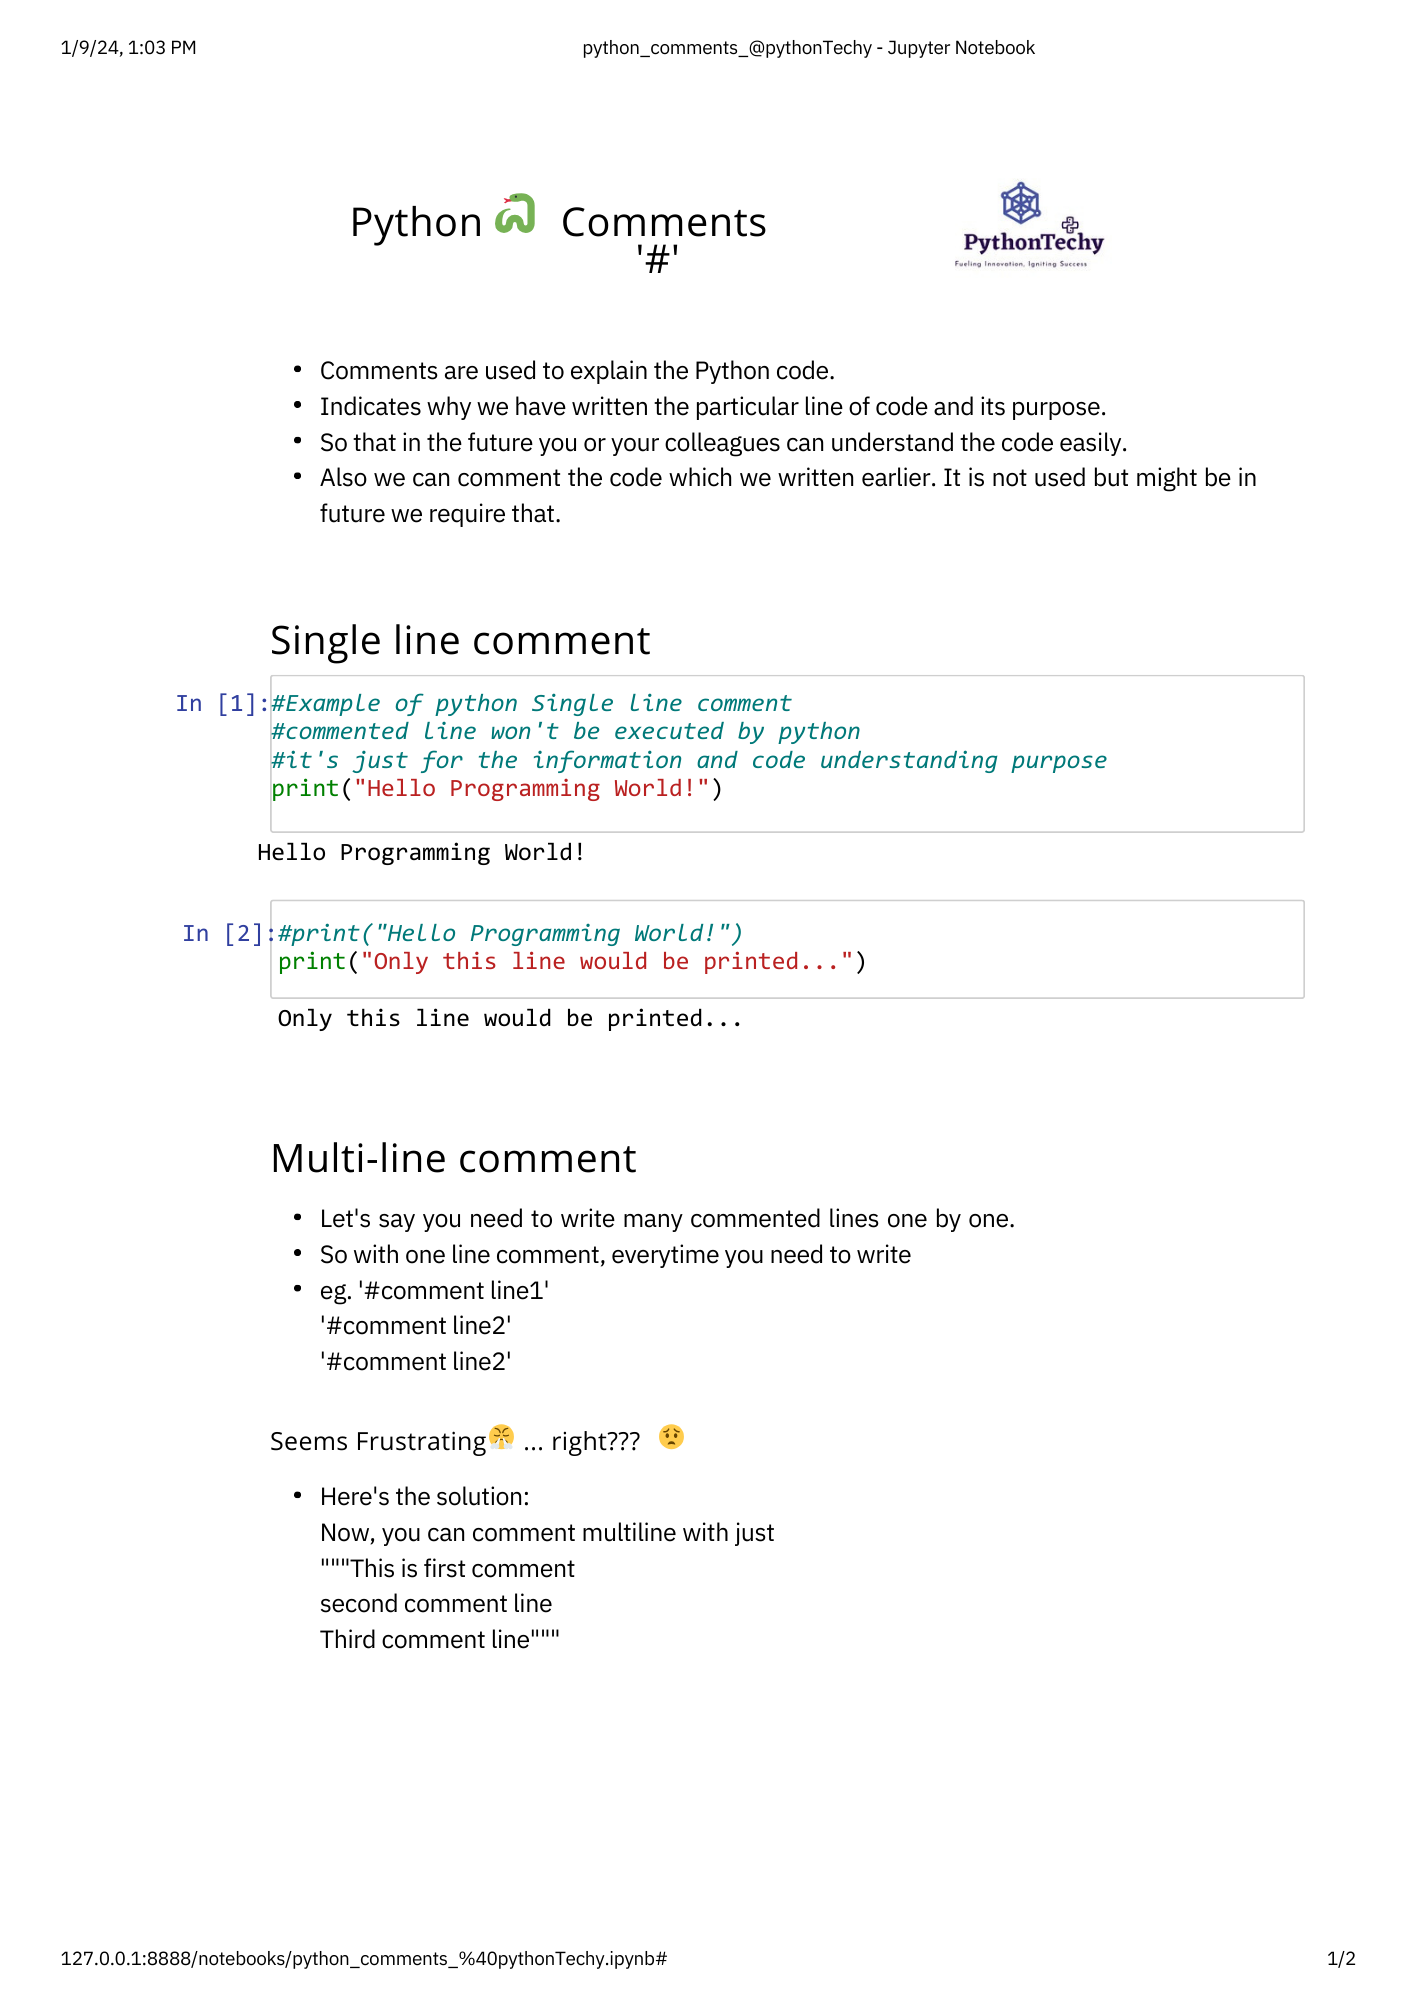 1/9/24, 1:03 PM
python_comments_@pythonTechy - Jupyter Notebook
Python 🐍 Comments
'#'
PythonTechy
Fueling Innovation, Igniting Success
• Comments are used to explain the Python code.
• Indicates why we have written the particular line of code and its purpose.
• So that in the future you or your colleagues can understand the code easily.
• Also we can comment the code which we written earlier. It is not used but might be in
future we require that.
Single line comment
In [1]:#Example of python Single line comment
#commented line won't be executed by python
#it's just for the information and code understanding purpose
print("Hello Programming World!")
Hello Programming World!
In [2]:#print("Hello Programming World!")
print("Only this line would be printed...")
Only this line would be printed...
Multi-line comment
• Let's say you need to write many commented lines one by one.
• So with one line comment, everytime you need to write
• eg. '#comment line1'
'#comment line2'
'#comment line2'
Seems Frustrating😤 ... right??? 😟
• Here's the solution:
Now, you can comment multiline with just
"""This is first comment
second comment line
Third comment line"""
127.0.0.1:8888/notebooks/python_comments_%40pythonTechy.ipynb#
1/2